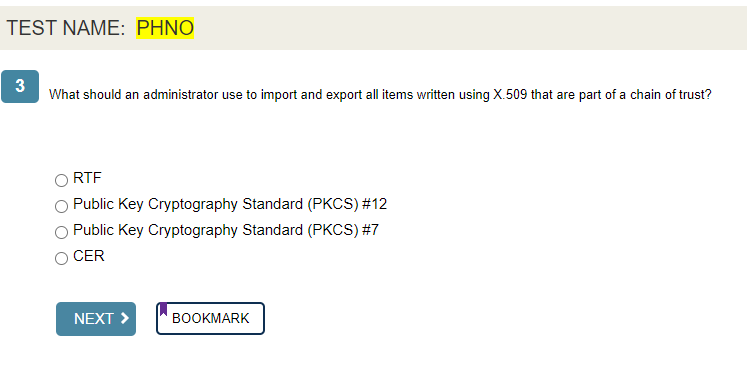 TEST NAME: PHNO
3
What should an administrator use to import and export all items written using X.509 that are part of a chain of trust?
RTF
Public Key Cryptography Standard (PKCS) #12
Public Key Cryptography Standard (PKCS) #7
CER
NEXT >
BOOKMARK